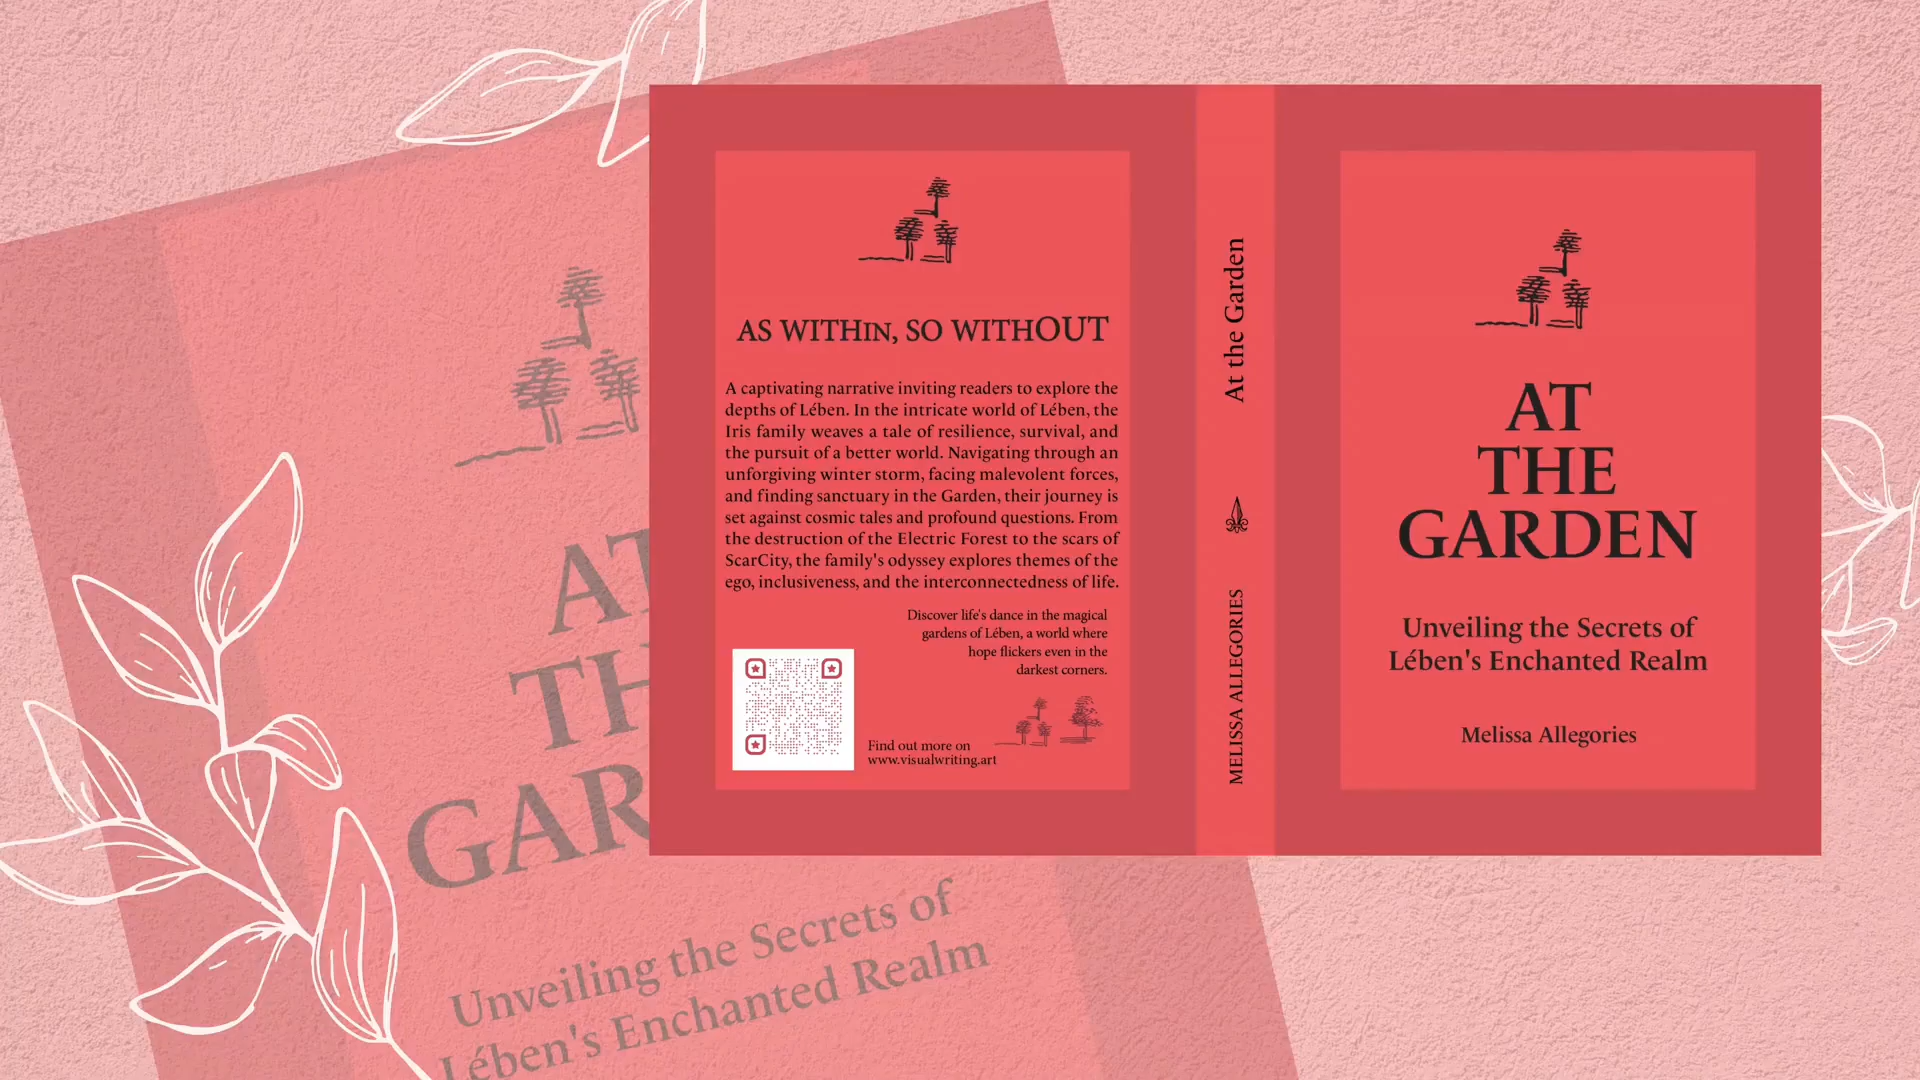 AS WITHIN, SO WITHOUT
A captivating narrative inviting readers to explore the
depths of Lében. In the intricate world of Lében, the
Iris family weaves a tale of resilience, survival, and
the pursuit of a better world. Navigating through an
unforgiving winter storm, facing malevolent forces,
and finding sanctuary in the Garden, their journey is
set against cosmic tales and profound questions. From
the destruction of the Electric Forest to the scars of
ScarCity, the family's odyssey explores themes of the
ego, inclusiveness, and the interconnectedness of life.
Discover life's dance in the magical
gardens of Lében, a world where
hope flickers even in the
darkest corners.
Find out more on
www.visualwriting.art
At the Garden
MELISSA ALLEGORIES
AT
THE
GARDEN
Unveiling the Secrets of
Lében's Enchanted Realm
Melissa Allegories
AT
TH
GAR
Unveiling the Secrets of
Lében's Enchanted Realm